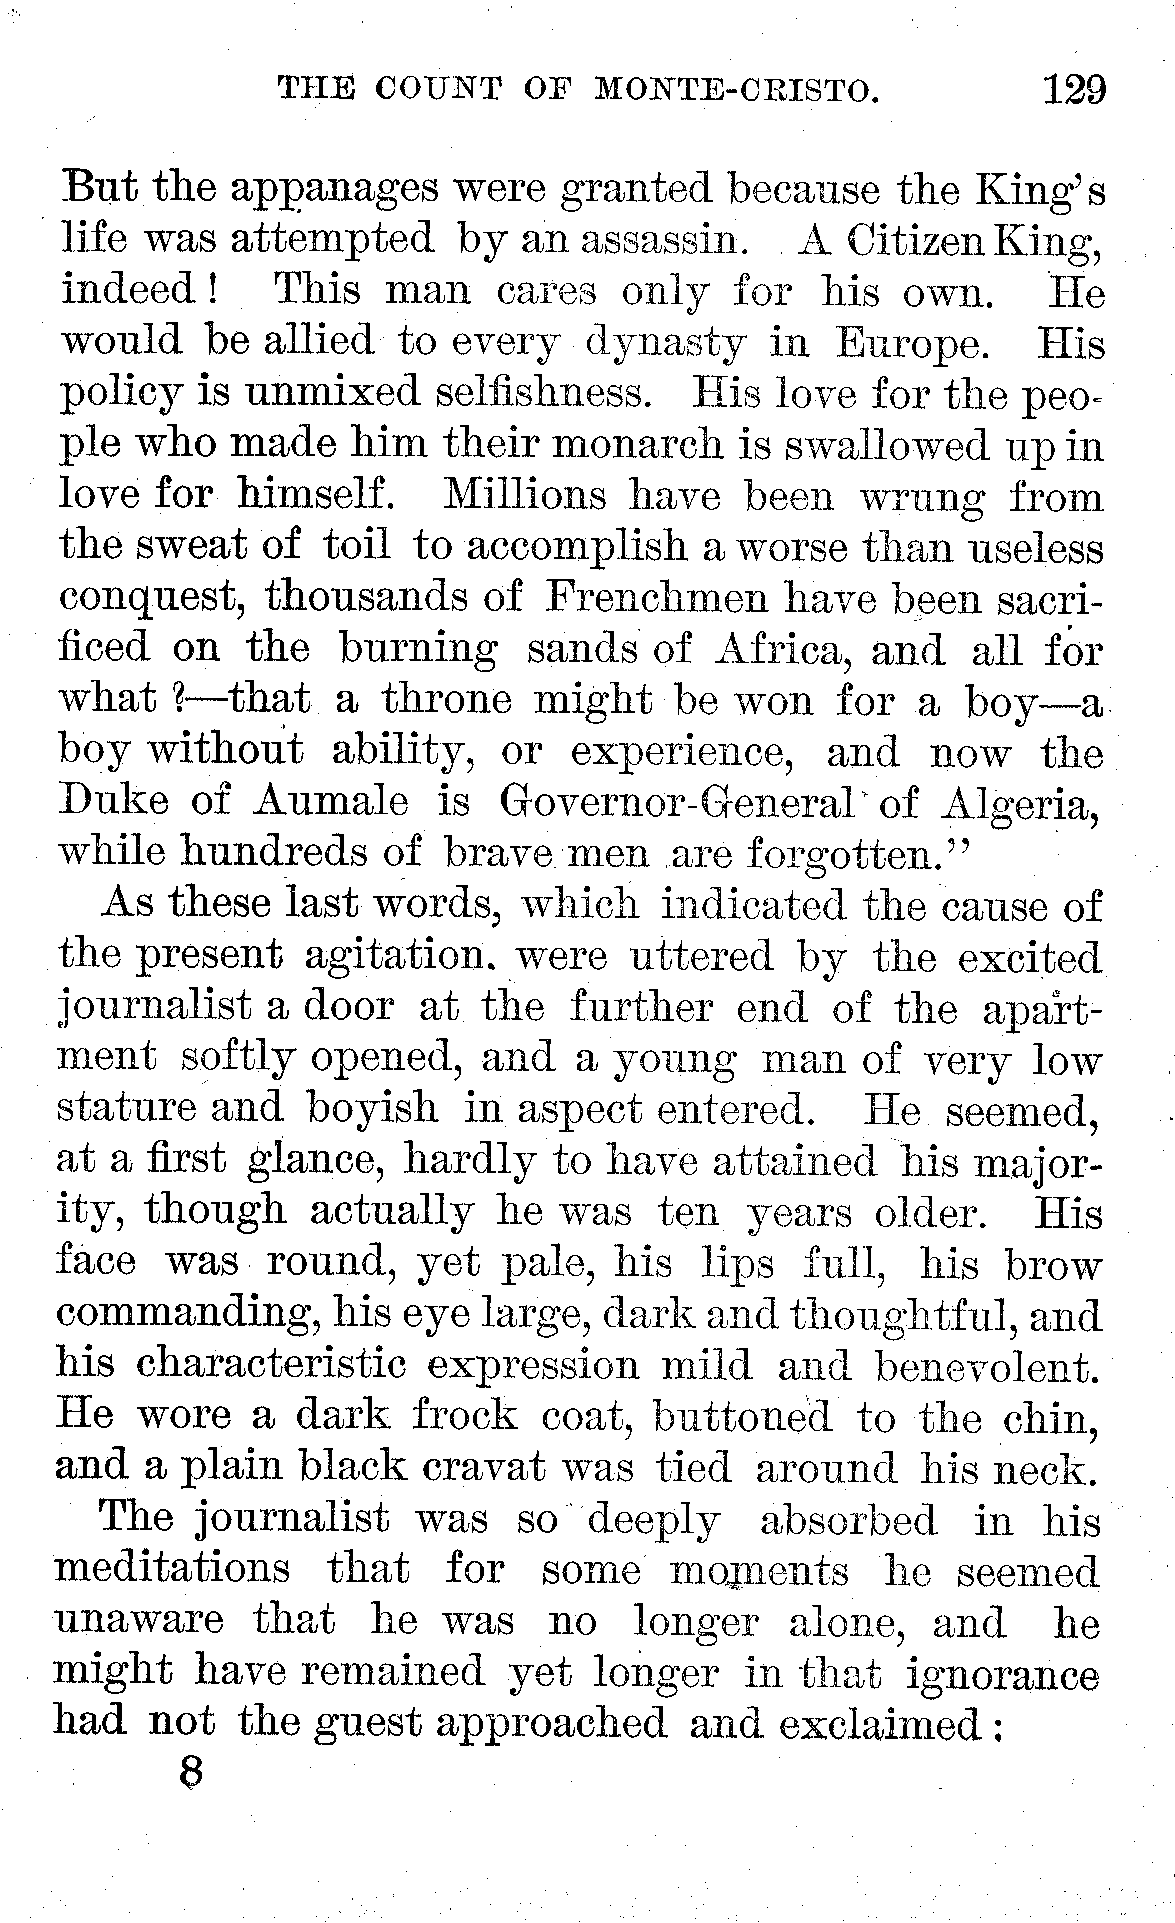 THE COUNT OF MONTE-CRISTO. 129
But the appanages were granted because the King's
life was attempted by an assassin. A Citizen King,
indeed! This man cares only for his own. He
would be allied to every dynasty in Europe. His
policy is unmixed selfishness. His love for the peo-
ple who made him their monarch is swallowed up in
love for himself. Millions have been wrung from
the sweat of toil to accomplish a worse than useless
conquest, thousands of Frenchmen have been sacri-
ficed on the burning sands of Africa, and all for
what?—that a throne might be won for a boy—a
boy without ability, or experience, and now the
Duke of Aumale is Governor-General of Algeria,
while hundreds of brave men are forgotten."
As these last words, which indicated the cause of
the present agitation. were uttered by the excited
journalist a door at the further end of the apart-
ment softly opened, and a young man of very low
stature and boyish in aspect entered. He seemed,
at a first glance, hardly to have attained his major-
ity, though actually he was ten years older. His
face was round, yet pale, his lips full, his brow
commanding, his eye large, dark and thoughtful, and
his characteristic expression mild and benevolent.
He wore a dark frock coat, buttoned to the chin,
and a plain black cravat was tied around his neck.
The journalist was so deeply absorbed in his
meditations that for some moments he seemed
unaware that he was no longer alone, and he
might have remained yet longer in that ignorance
had not the guest approached and exclaimed:
8